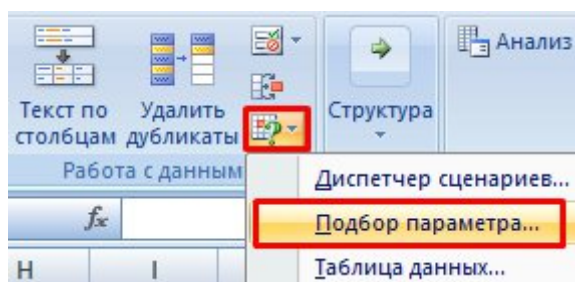 Текст по столбцам
Удалить дубликаты
Структура
Анализ
Работа с данным
Диспетчер сценариев...
fx
Подбор параметра...
H I
Таблица данных...